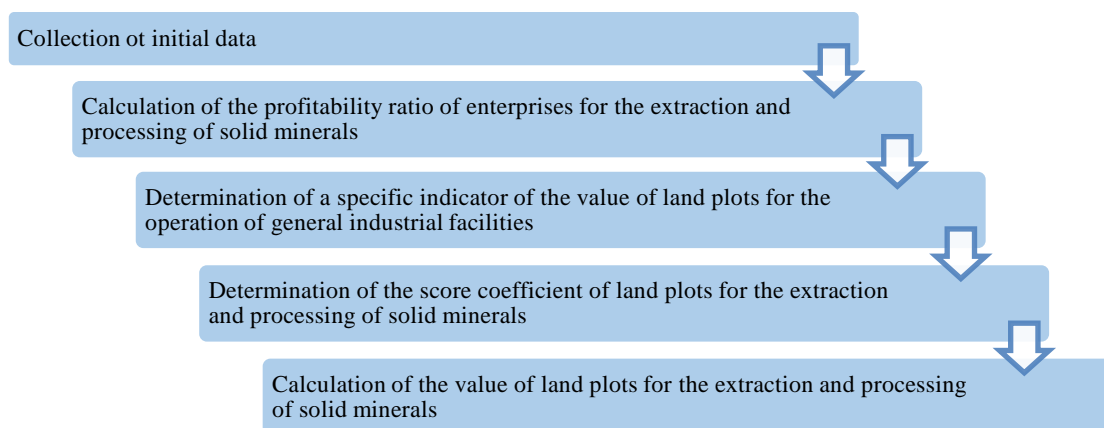 Collection ot initial data
Calculation of the profitability ratio of enterprises for the extraction and
processing of solid minerals
Determination of a specific indicator of the value of land plots for the
operation of general industrial facilities
Determination of the score coefficient of land plots for the extraction
and processing of solid minerals
Calculation of the value of land plots for the extraction and processing
of solid minerals